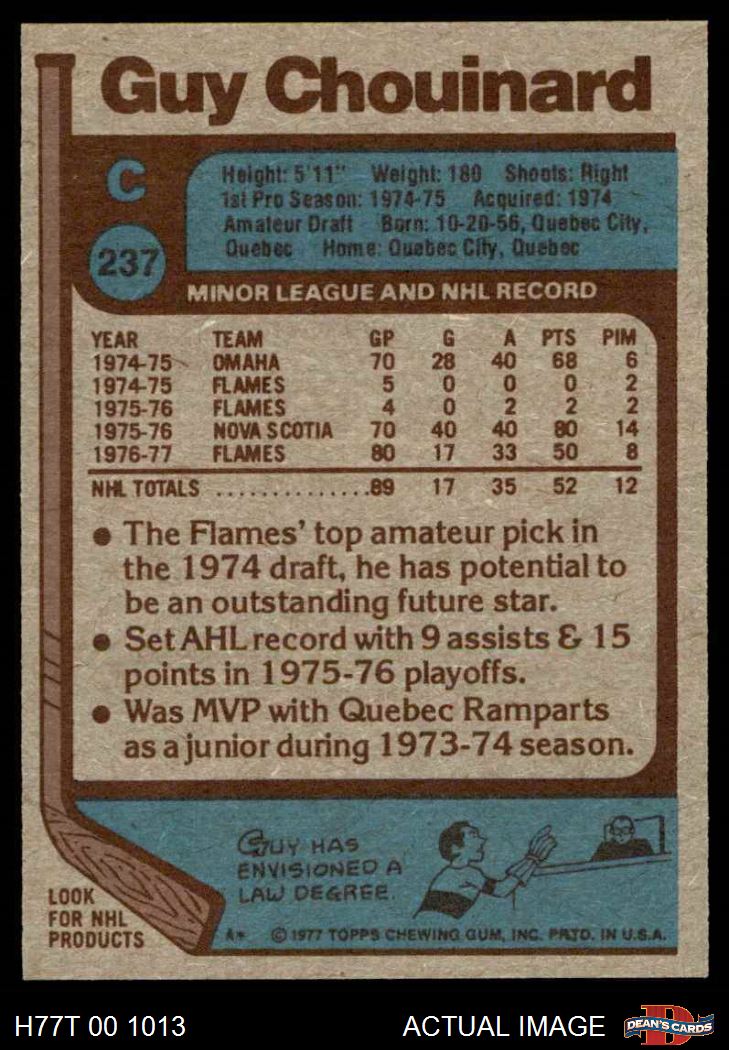 Guy Chouinard
C
237
Height: 5'11" Weight: 180 Shoots: Right
1st Pro Season: 1974-75 Acquired: 1974
Amateur Draft Born: 10-20-56, Quebec City,
Quebec Home: Quebec City, Quebec
MINOR LEAGUE AND NHL RECORD
YEAR TEAM GP G A PTS PIM
1974-75 OMAHA 70 28 40 68 6
1974-75 FLAMES 5 0 0 0 2
1975-76 FLAMES 4 0 2 2 2
1975-76 NOVA SCOTIA 70 40 40 80 14
1976-77 FLAMES 80 17 33 50 8
NHL TOTALS ..............89 17 35 52 12
● The Flames' top amateur pick in
the 1974 draft, he has potential to
be an outstanding future star.
● Set AHL record with 9 assists & 15
points in 1975-76 playoffs.
● Was MVP with Quebec Ramparts
as a junior during 1973-74 season.
GUY HAS
ENVISIONED A
LAW DEGREE.
LOOK
FOR NHL
PRODUCTS
A* © 1977 TOPPS CHEWING GUM, INC. PRTD. IN U.S.A.
H77T 00 1013 ACTUAL IMAGE D DEAN'S CARDS